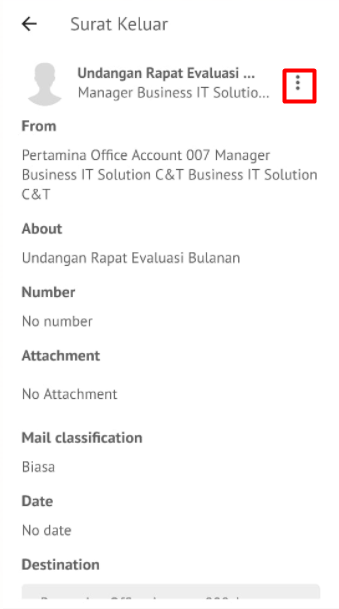 Surat Keluar
Undangan Rapat Evaluasi ...
Manager Business IT Solutio...
From
Pertamina Office Account 007 Manager
Business IT Solution C&T Business IT Solution
C&T
About
Undangan Rapat Evaluasi Bulanan
Number
No number
Attachment
No Attachment
Mail classification
Biasa
Date
No date
Destination